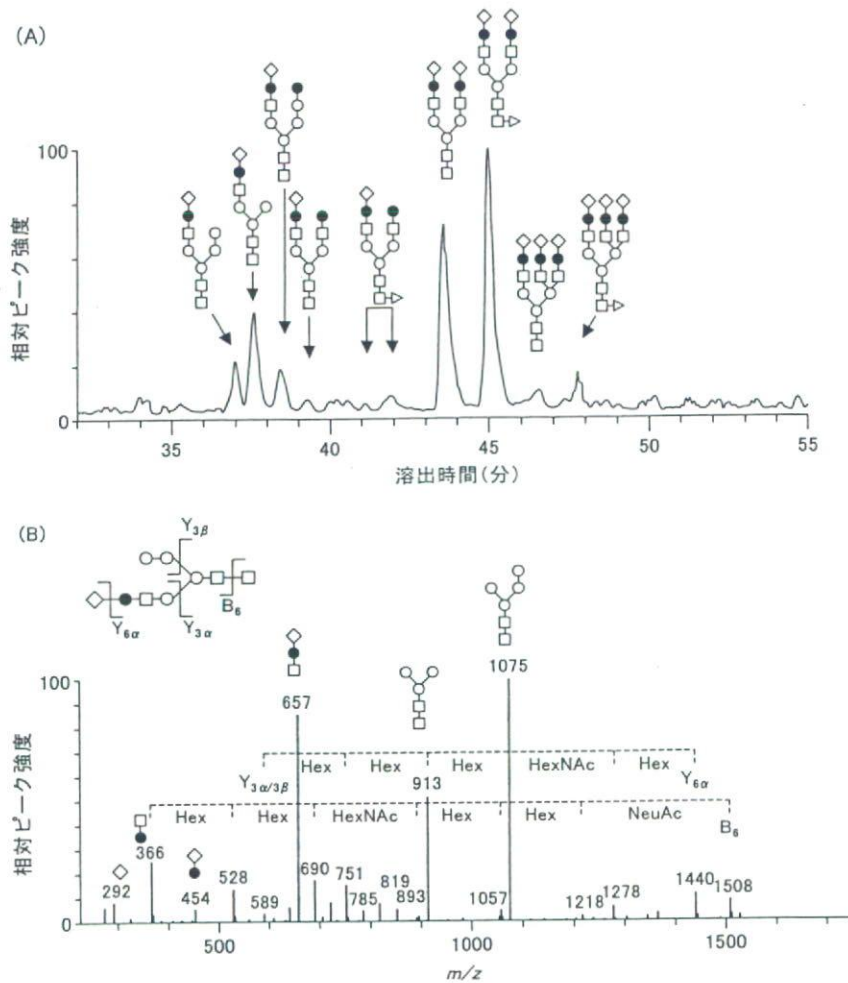 (A)
100
0
相対ピーク強度
35
40
45
50
55
溶出時間(分)
(B)
Y3β
Y6α
Y3α
B6
100
0
相対ピーク強度
657
1075
Hex
Hex
Hex
HexNAc
Hex
Y3α/3β
913
Y6α
Hex
Hex
HexNAc
Hex
Hex
NeuAc
B6
366
292
454
528
589
690
751
785
819
893
1057
1218
1278
1440
1508
500
1000
1500
m/z